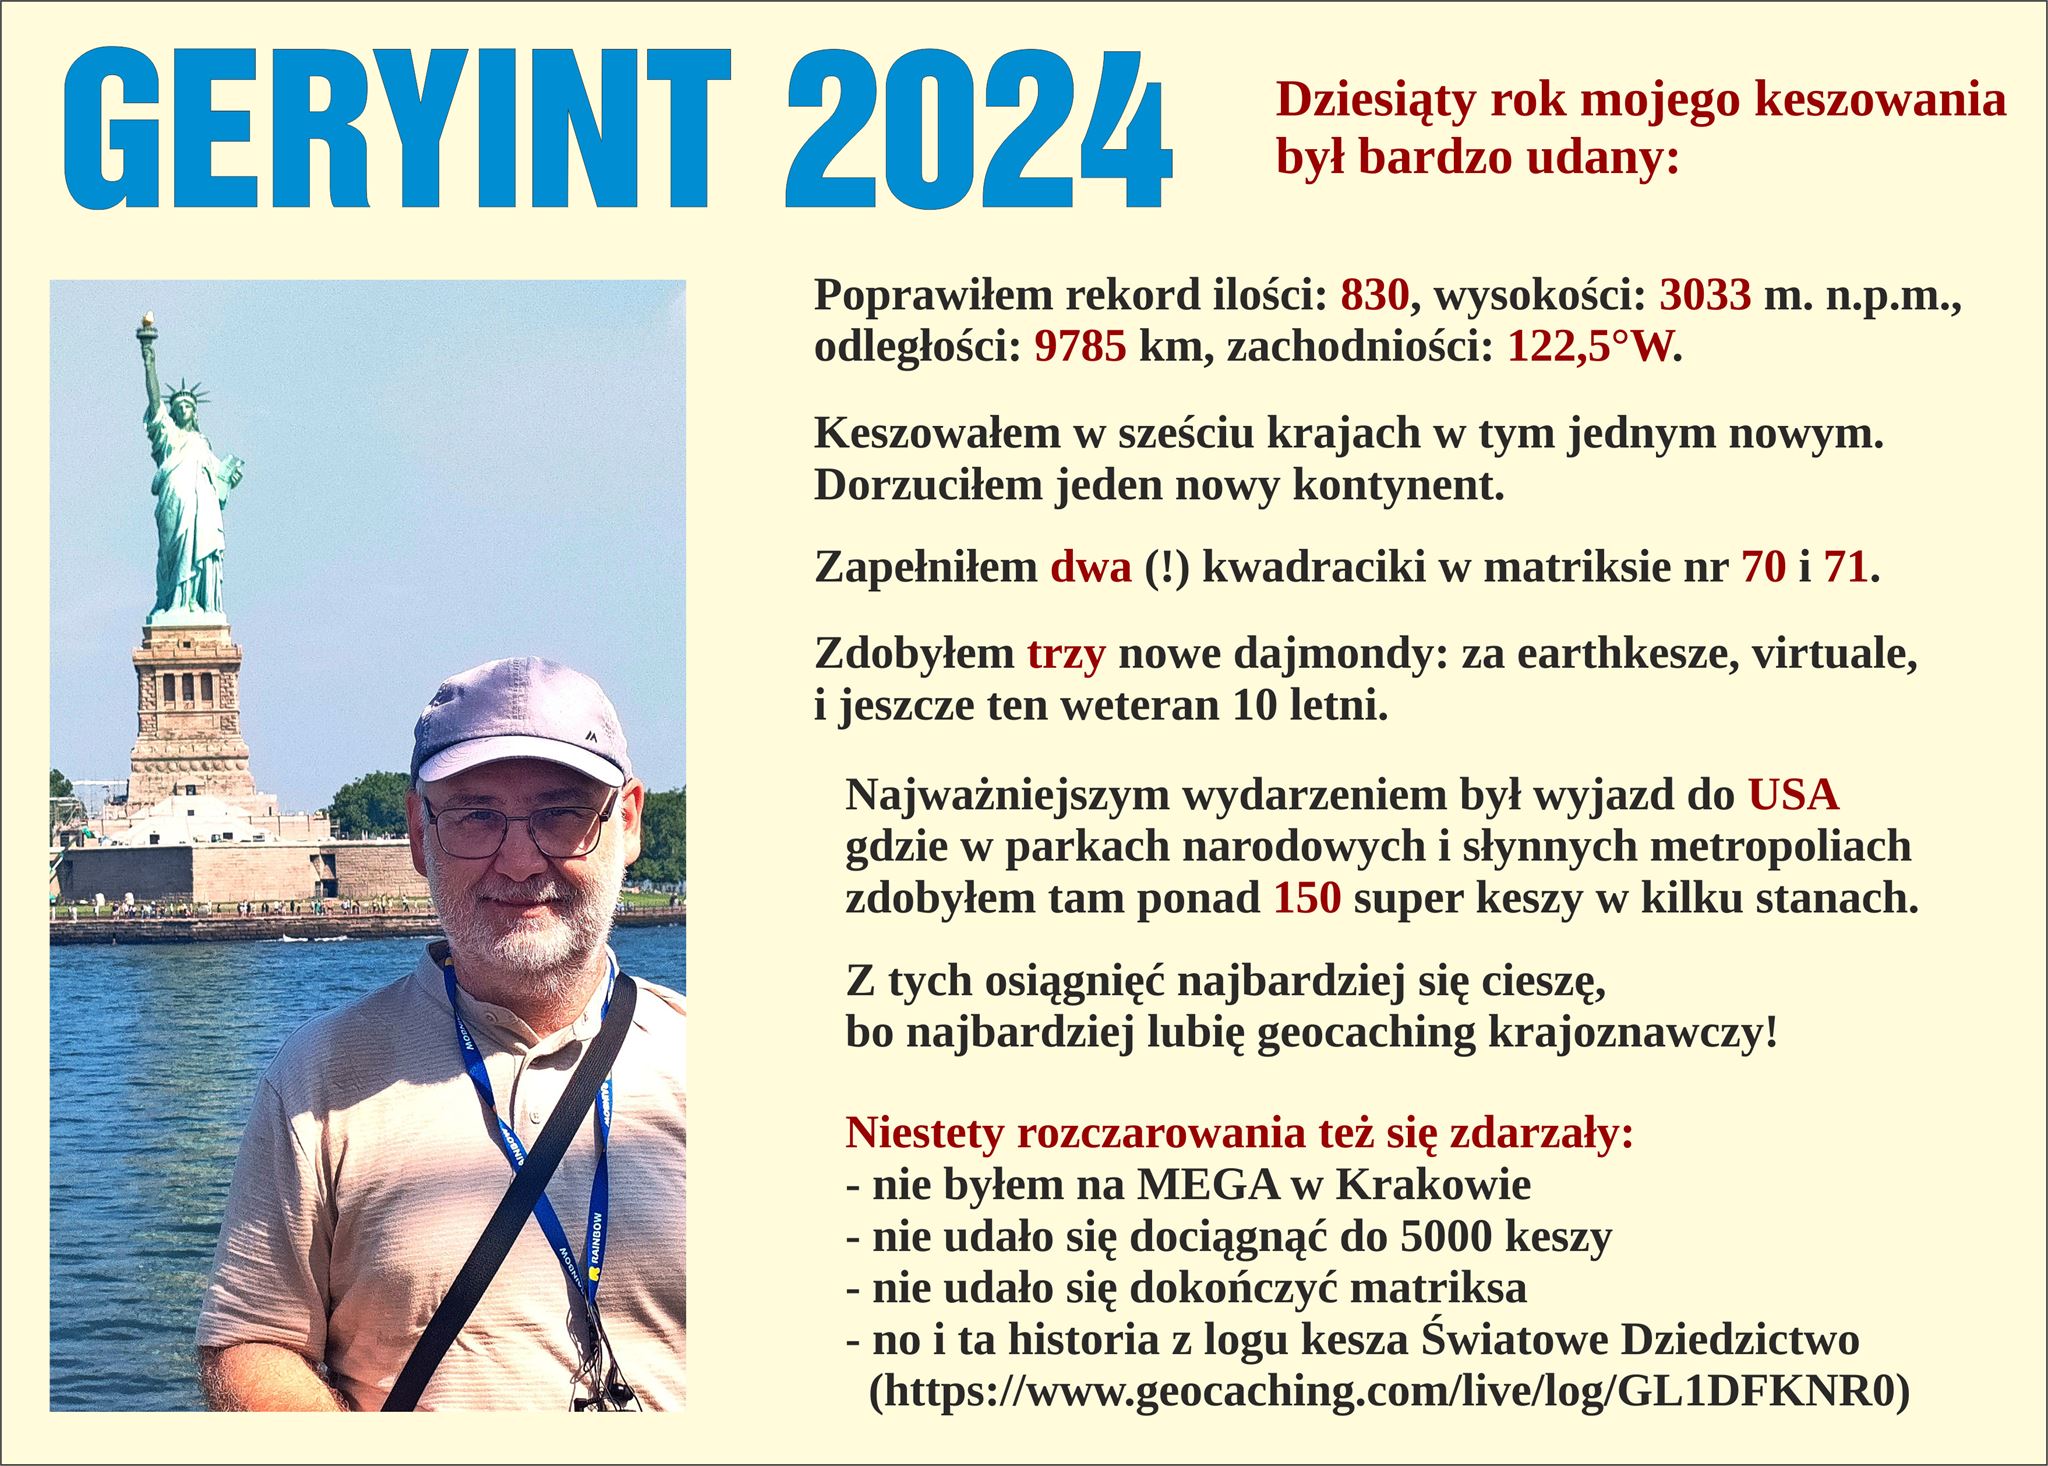 GERYINT 2024
Dziesiąty rok mojego keszowania
był bardzo udany:
Poprawiłem rekord ilości: 830, wysokości: 3033 m. n.p.m.,
odległości: 9785 km, zachodniości: 122,5°W.
Keszowałem w sześciu krajach w tym jednym nowym.
Dorzuciłem jeden nowy kontynent.
Zapełniłem dwa (!) kwadraciki w matriksie nr 70 i 71.
Zdobyłem trzy nowe dajmondy: za earthkesze, virtuale,
i jeszcze ten weteran 10 letni.
Najważniejszym wydarzeniem był wyjazd do USA
gdzie w parkach narodowych i słynnych metropoliach
zdobyłem tam ponad 150 super keszy w kilku stanach.
Z tych osiągnięć najbardziej się cieszę,
bo najbardziej lubię geocaching krajoznawczy!
Niestety rozczarowania też się zdarzały:
- nie byłem na MEGA w Krakowie
- nie udało się dociągnąć do 5000 keszy
- nie udało się dokończyć matriksa
- no i ta historia z logu kesza Światowe Dziedzictwo
(https://www.geocaching.com/live/log/GL1DFKNR0)
RAINBOW
RAINBOW